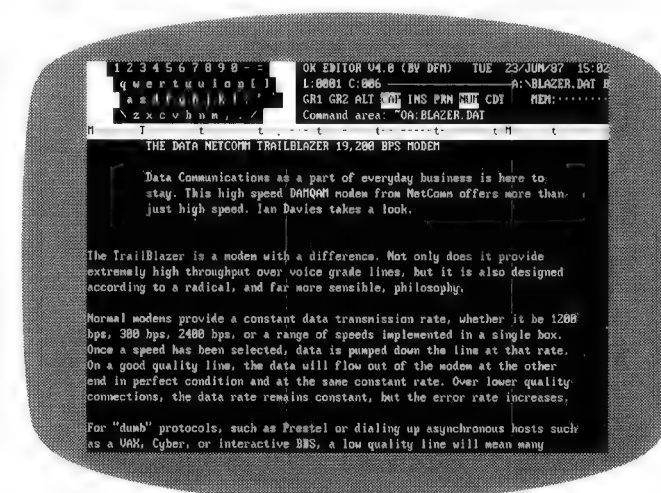 1 2 3 4 5 6 7 8 9 0 - = OK EDITOR V4.0 (BY DFM) TUE 23/JUN/87 15:02
q w e r t y u i o p [ ] L:0001 C:006 A:\BLAZER.DAT
a s GR1 GR2 ALT CAP INS PRN NUM CDT MEM:
\ z x c v b n m , . / Command area: ^OA:BLAZER.DAT
M T t t t t t t M t
THE DATA NETCOMM TRAILBLAZER 19,200 BPS MODEM
Data Communications as a part of everyday business is here to
stay. This high speed DAMQAM modem from NetComm offers more than
just high speed. Ian Davies takes a look.
The TrailBlazer is a modem with a difference. Not only does it provide
extremely high throughput over voice grade lines, but it is also designed
according to a radical, and far more sensible, philosophy.
Normal modems provide a constant data transmission rate, whether it be 1200
bps, 300 bps, 2400 bps, or a range of speeds implemented in a single box.
Once a speed has been selected, data is pumped down the line at that rate.
On a good quality line, the data will flow out of the modem at the other
end in perfect condition and at the same constant rate. Over lower quality
connections, the data rate remains constant, but the error rate increases.
For "dumb" protocols, such as Prestel or dialing up asynchronous hosts such
as a VAX, Cyber, or interactive BBS, a low quality line will mean many